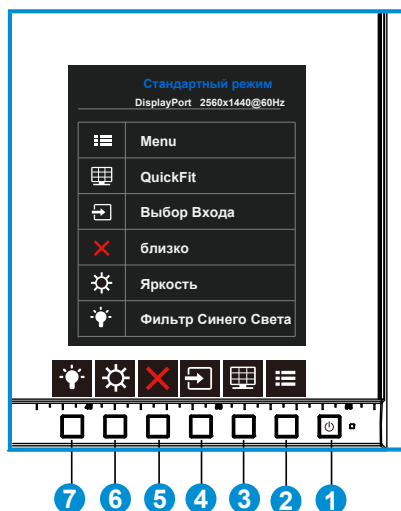 Стандартный режим
DisplayPort 2560x1440@60Hz
Menu
QuickFit
Выбор Входа
близко
Яркость
Фильтр Синего Света
7 6 5 4 3 2 1